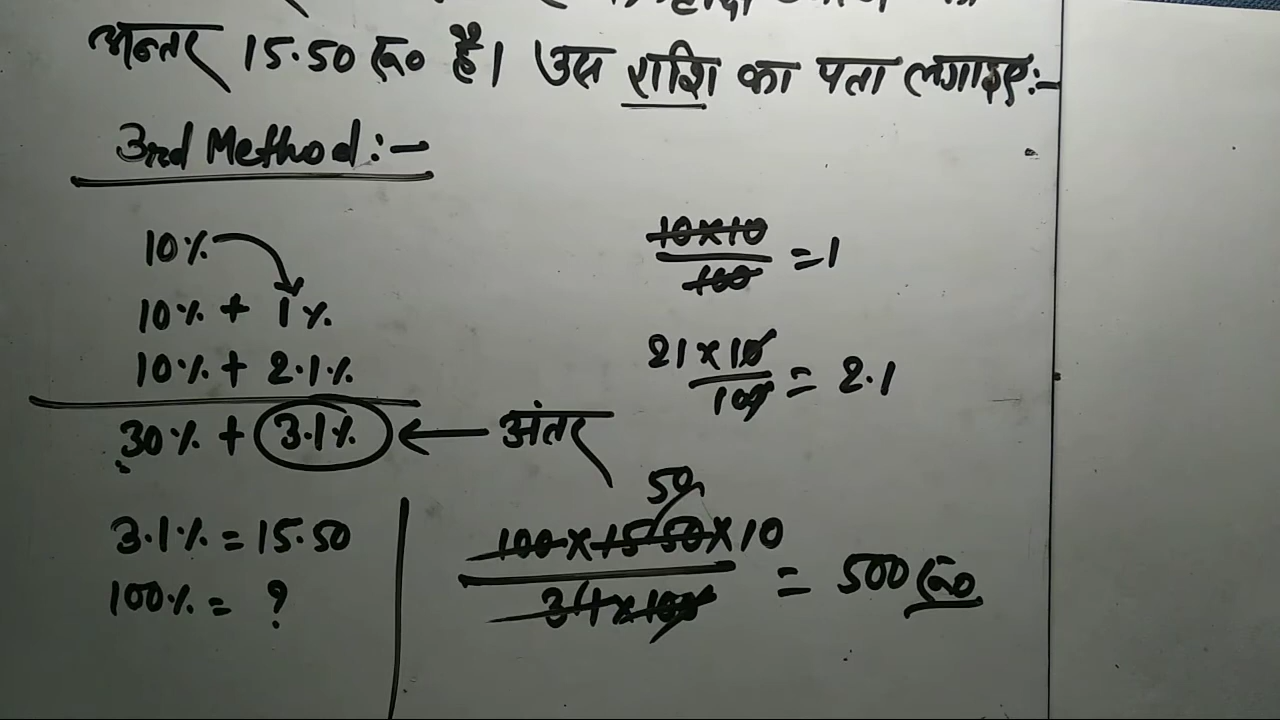 अन्तर 15.50 रू० है। उस राशि का पता लगाइए:-
3rd Method:-
10%
10% + 1%
10% + 2.1%
30% + 3.1% ← अंतर
10×10/100 = 1
21×10/100 = 2.1
3.1% = 15.50
100% = ?
50
100×1550×10/31×100 = 500 रू०